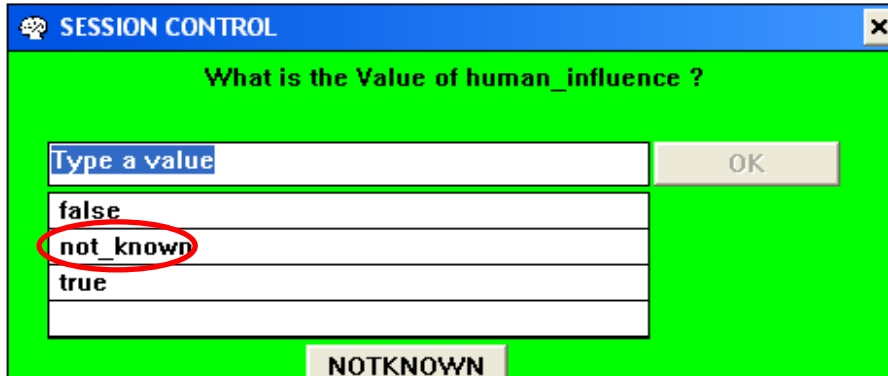 SESSION CONTROL
What is the Value of human_influence ?
Type a value
OK
false
not_known
true
NOTKNOWN